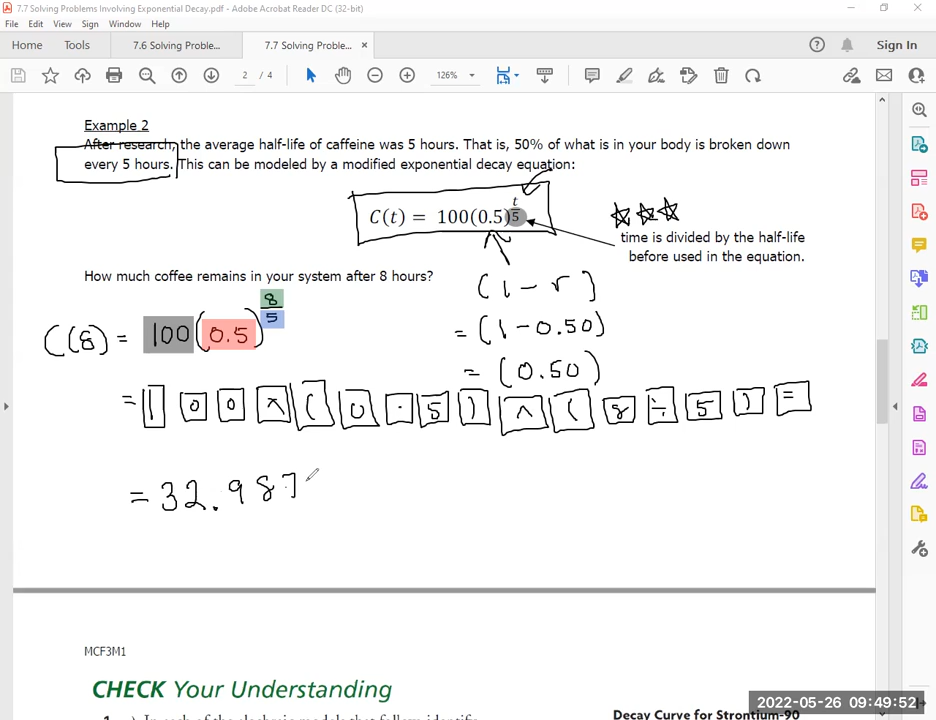 7.7 Solving Problems Involving Exponential Decay.pdf - Adobe Acrobat Reader DC (32-bit)
File Edit View Sign Window Help
Home Tools 7.6 Solving Proble... 7.7 Solving Proble... × Sign In
2 / 4 126%
Example 2
After research, the average half-life of caffeine was 5 hours. That is, 50% of what is in your body is broken down
every 5 hours. This can be modeled by a modified exponential decay equation:
C(t) = 100(0.5)^(t/5)
time is divided by the half-life
before used in the equation.
How much coffee remains in your system after 8 hours?
(1 - r)
C(8) = 100(0.5)^(8/5)
= (1 - 0.50)
= (0.50)
= 1 0 0 × ( 0 . 5 ) ^ ( 8 ÷ 5 ) =
= 32.987
MCF3M1
CHECK Your Understanding
Decay Curve for Strontium-90
2022-05-26 09:49:52